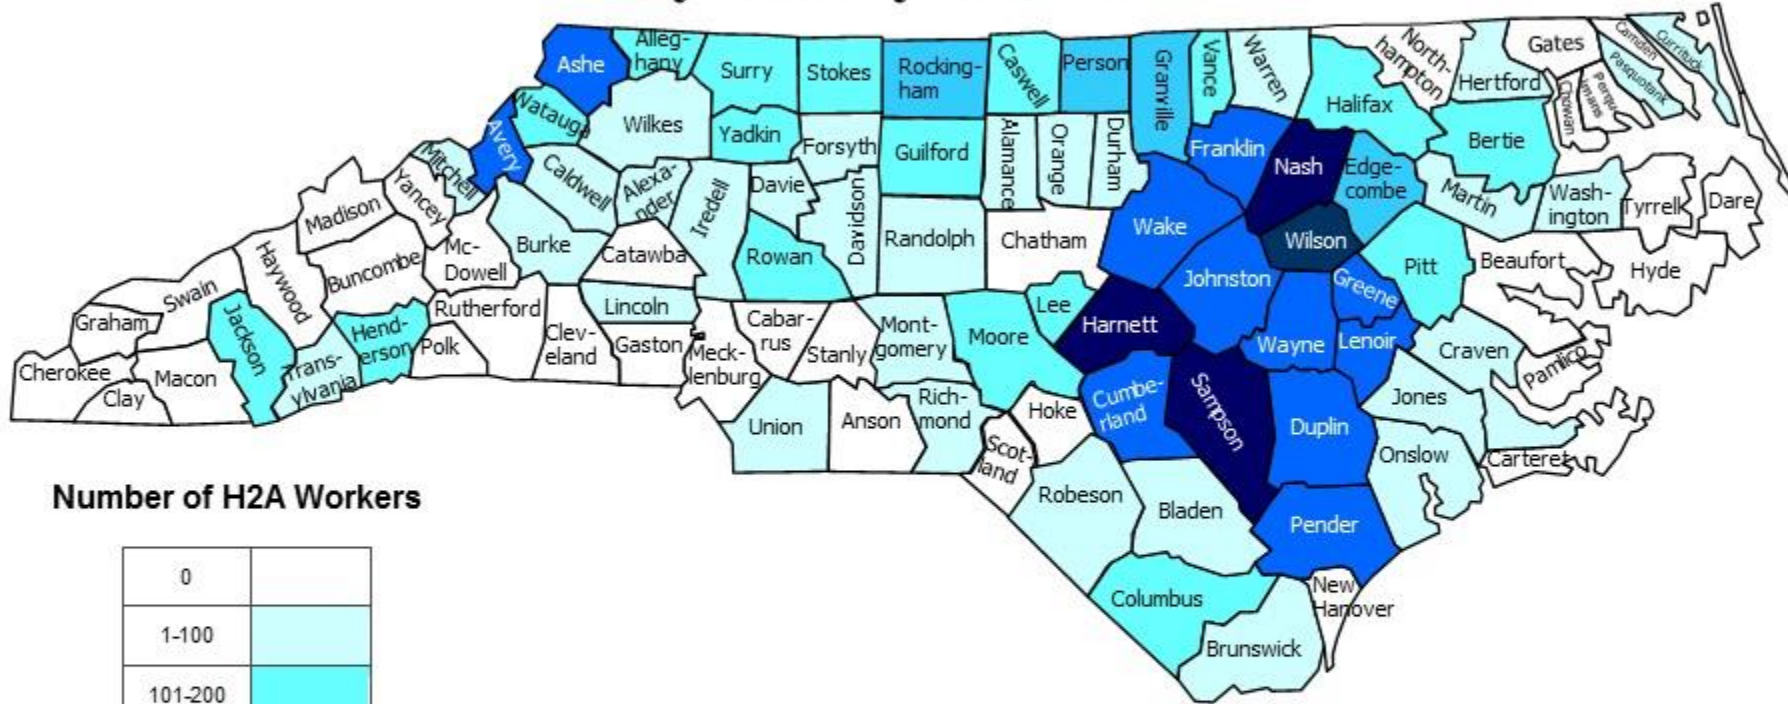 Ashe
Alleg-
hany
Surry
Stokes
Rocking-
ham
Caswell
Person
Granville
Vance
Warren
North-
hampton
Hertford
Gates
Camden
Currituck
Pasquotank
Perqu
imans
Chowan
Halifax
Bertie
Natauga
Avery
Mitchell
Wilkes
Yadkin
Forsyth
Guilford
Alamance
Orange
Durham
Franklin
Nash
Edge-
combe
Martin
Wash-
ington
Tyrrell
Dare
Madison
Yancey
Caldwell
Alexa-
nder
Iredell
Davie
Davidson
Randolph
Chatham
Wake
Wilson
Pitt
Beaufort
Hyde
Swain
Haywood
Buncombe
Mc-
Dowell
Burke
Catawba
Rowan
Johnston
Greene
Graham
Jackson
Hend-
erson
Rutherford
Polk
Clev-
eland
Lincoln
Gaston
Meck-
lenburg
Cabar-
rus
Stanly
Mont-
gomery
Moore
Lee
Harnett
Wayne
Lenoir
Craven
Pamlico
Cherokee
Clay
Macon
Trans-
ylvania
Union
Anson
Rich-
mond
Scot-
land
Hoke
Cumbe-
rland
Sampson
Duplin
Jones
Onslow
Carteret
Robeson
Bladen
Pender
Columbus
Brunswick
New
Hanover
Number of H2A Workers
0
1-100
101-200